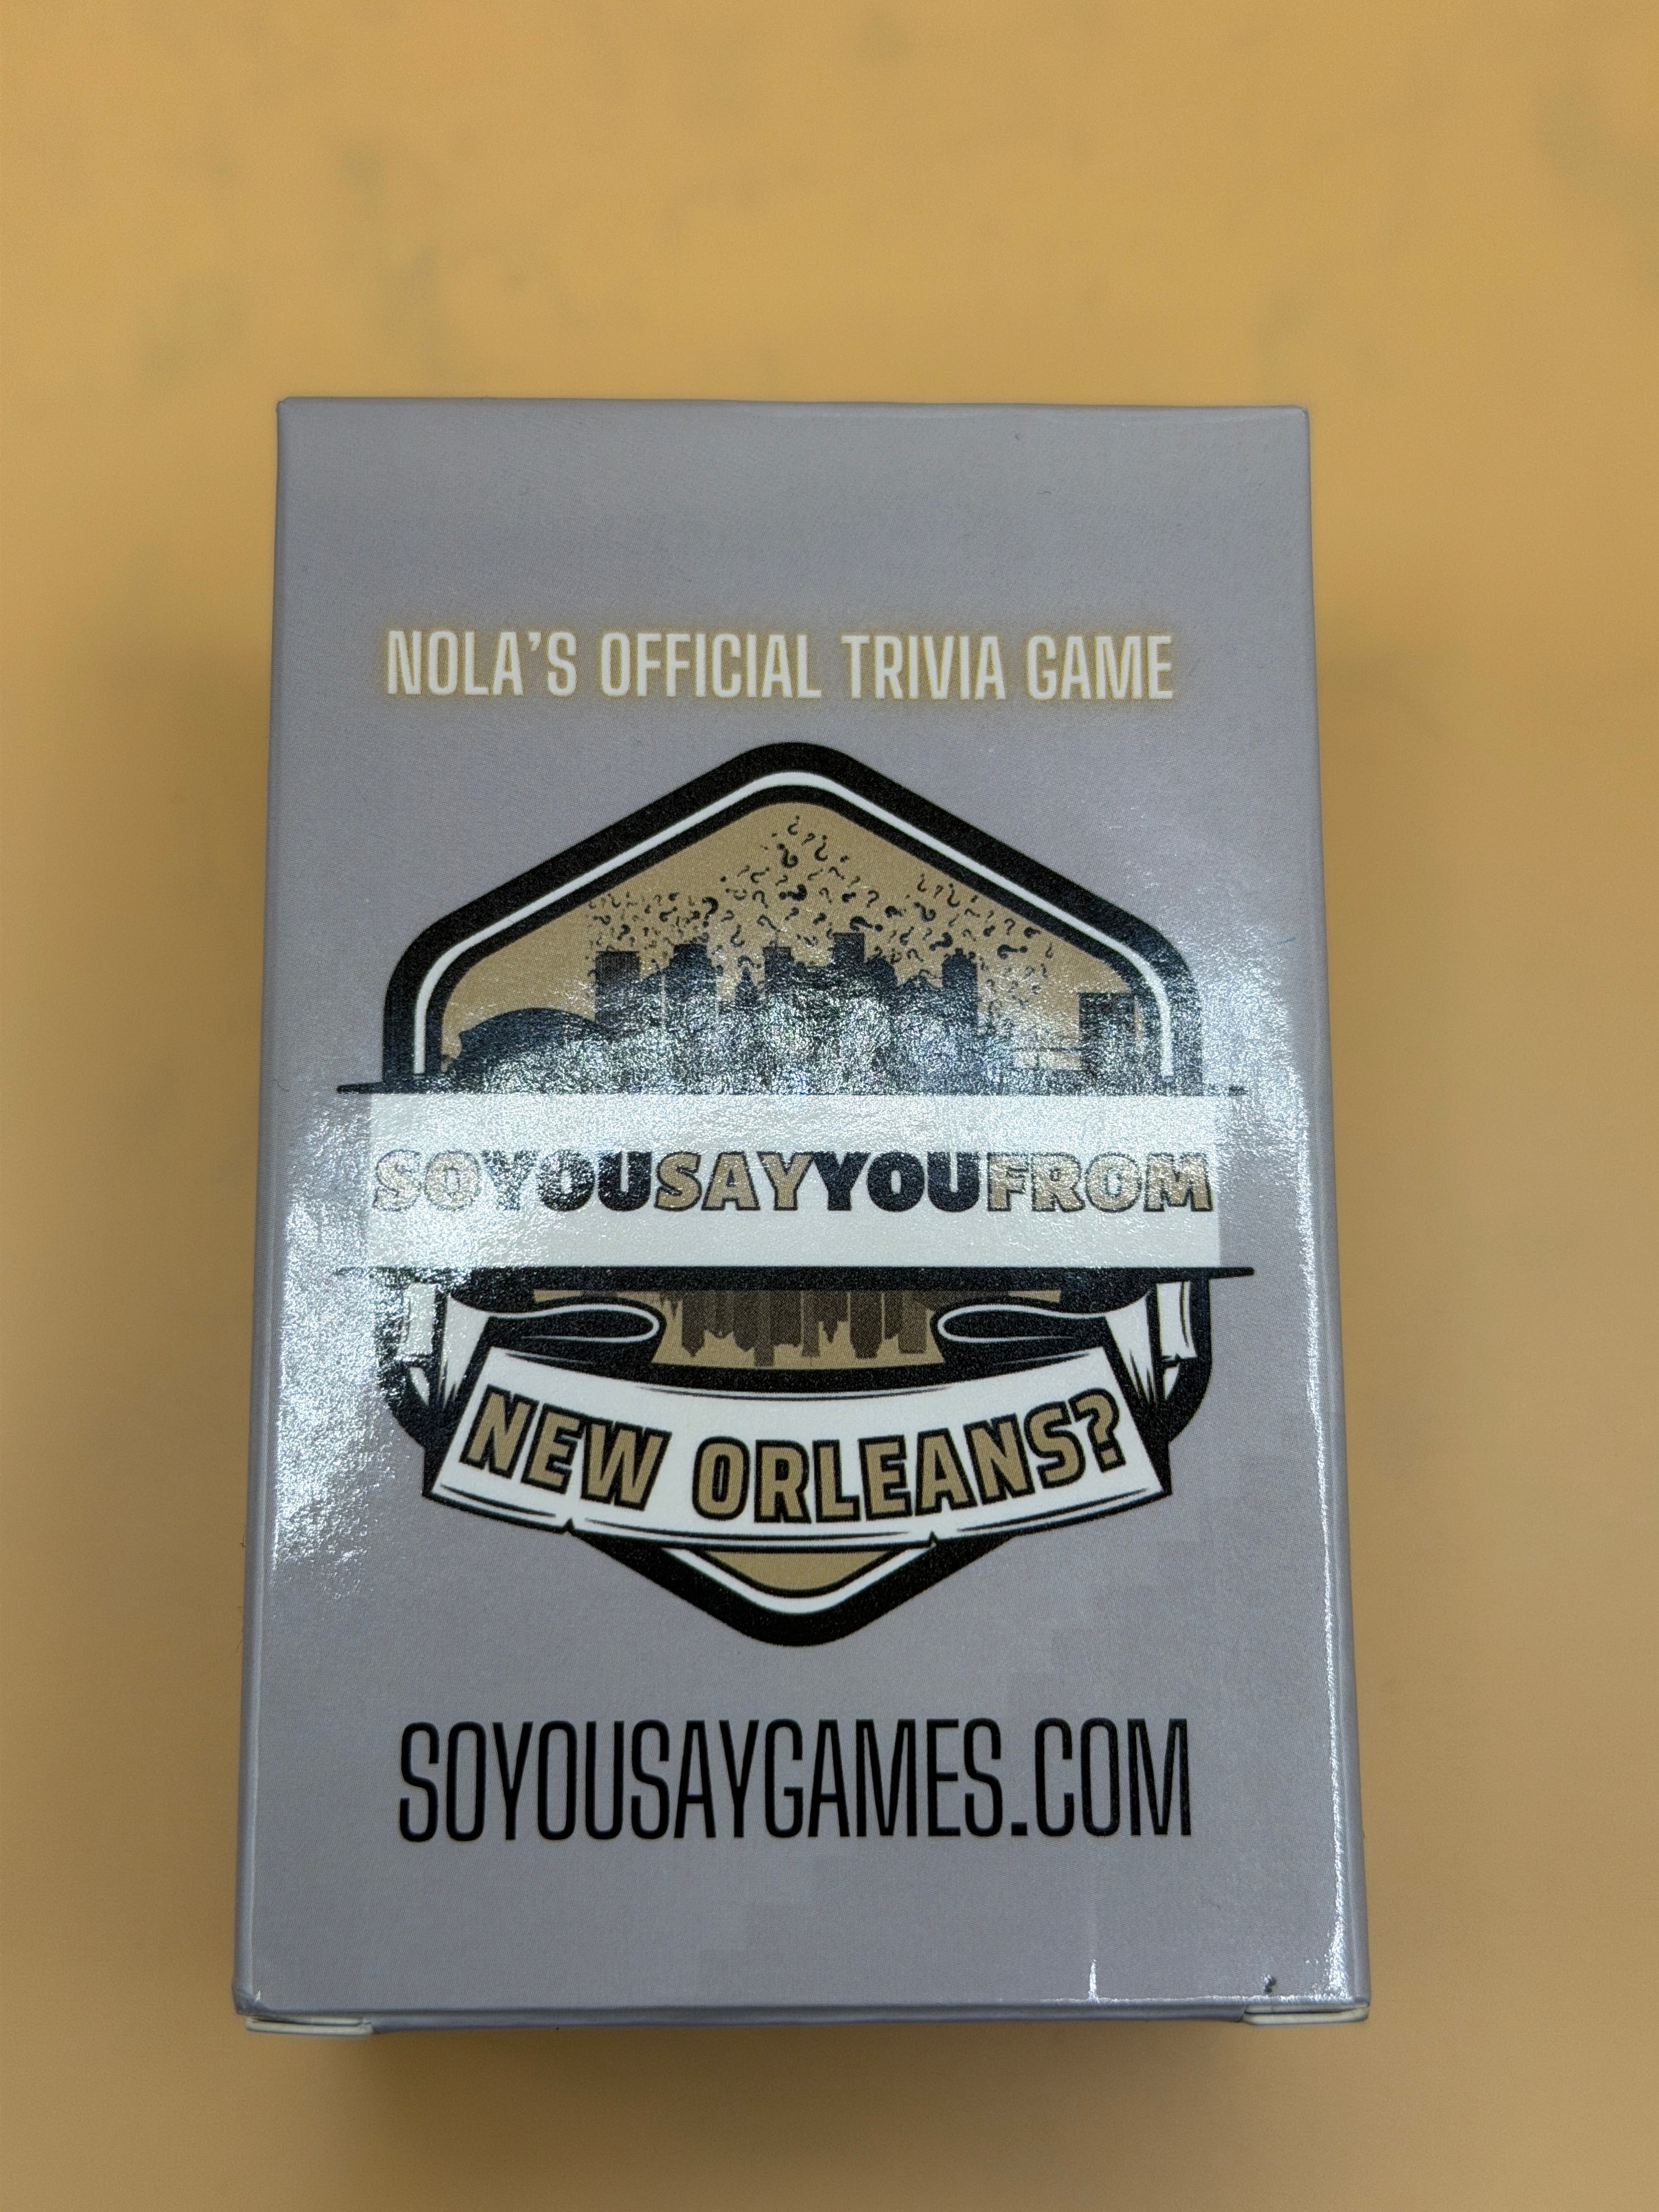 NOLA'S OFFICIAL TRIVIA GAME
SOYOUSAYYOUFROM
NEW ORLEANS?
SOYOUSAYGAMES.COM